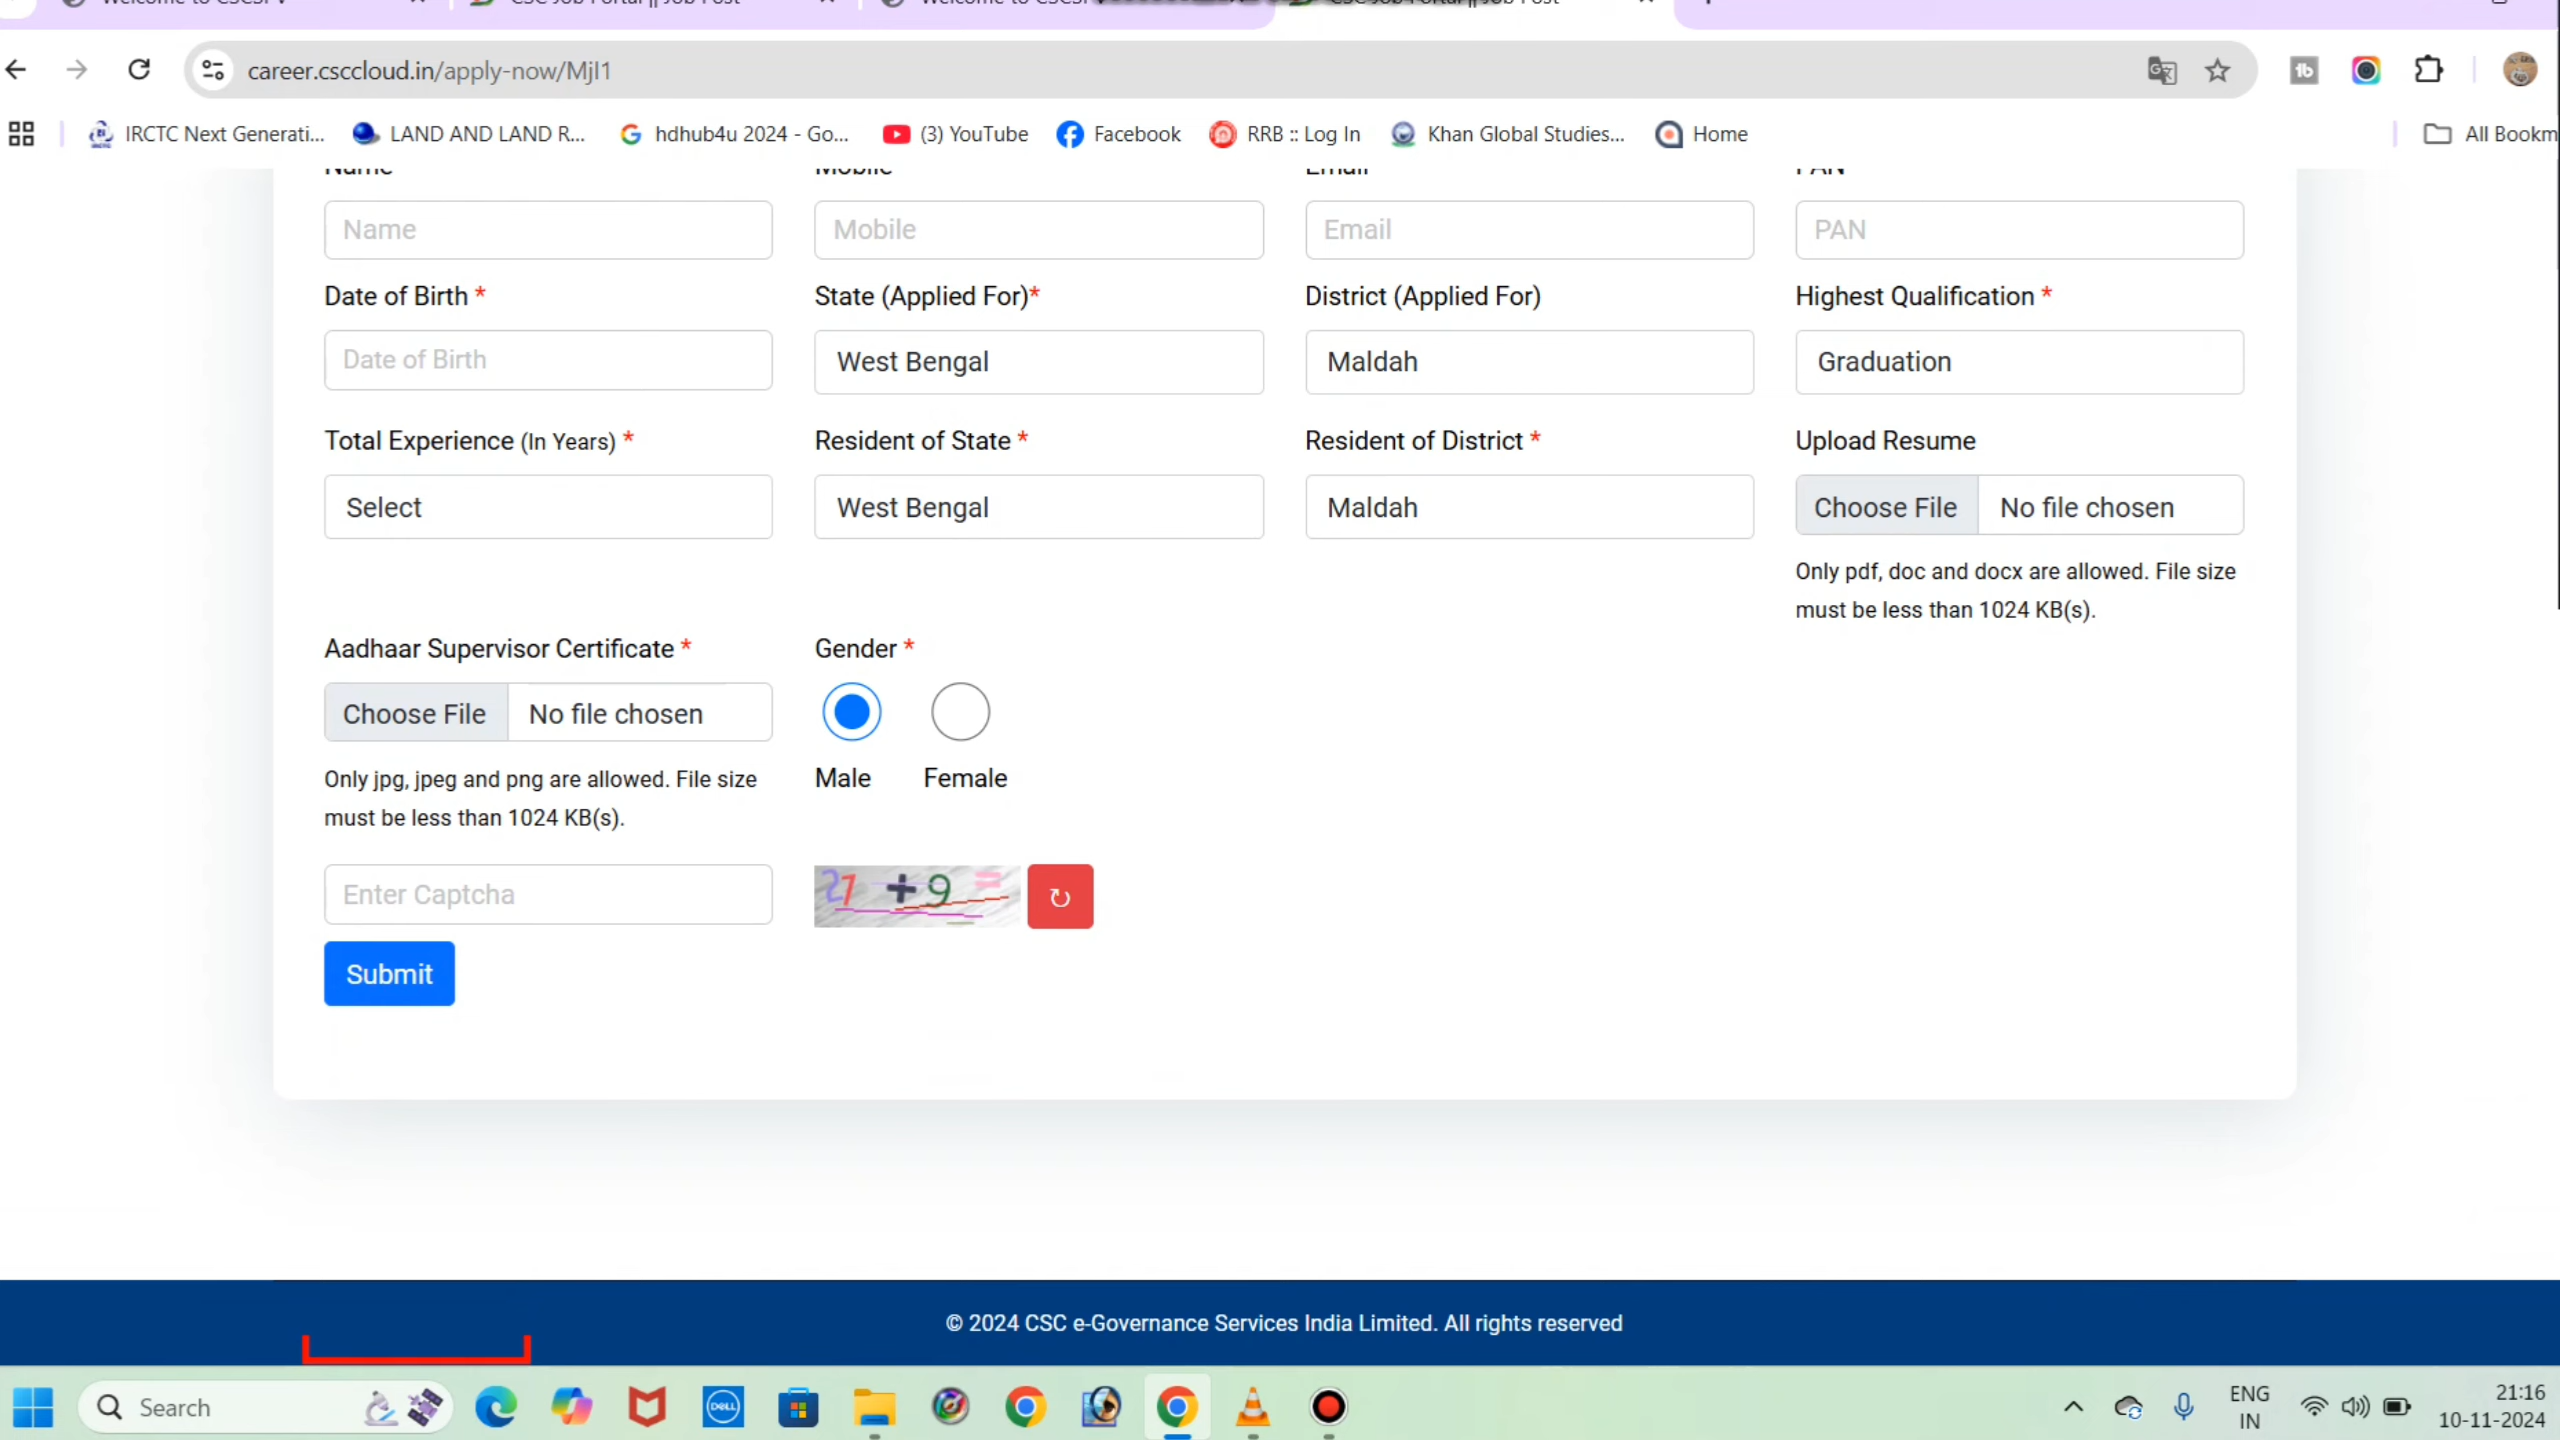 career.csccloud.in/apply-now/MjI1
IRCTC Next Generati... LAND AND LAND R... hdhub4u 2024 - Go... (3) YouTube Facebook RRB :: Log In Khan Global Studies... Home All Bookm
Name Mobile Email PAN
Name Mobile Email PAN
Date of Birth * State (Applied For)* District (Applied For) Highest Qualification *
Date of Birth West Bengal Maldah Graduation
Total Experience (In Years) * Resident of State * Resident of District * Upload Resume
Select West Bengal Maldah Choose File No file chosen
Only pdf, doc and docx are allowed. File size
must be less than 1024 KB(s).
Aadhaar Supervisor Certificate * Gender *
Choose File No file chosen
Male Female
Only jpg, jpeg and png are allowed. File size
must be less than 1024 KB(s).
Enter Captcha 27 + 9 =
Submit
© 2024 CSC e-Governance Services India Limited. All rights reserved
Search DELL ENG 21:16
IN 10-11-2024